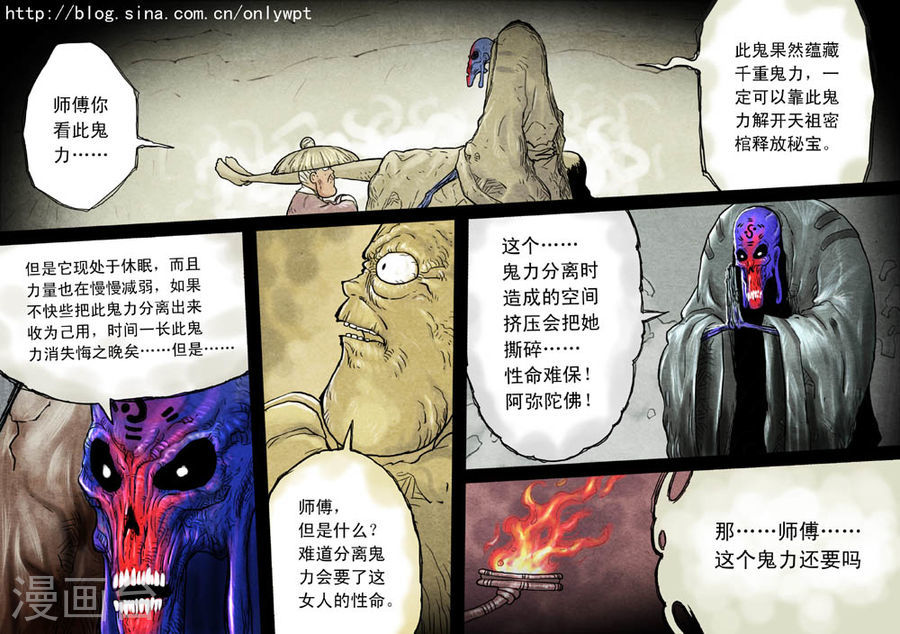 http://blog.sina.com.cn/onlywpt
师傅你
看此鬼
力……
此鬼果然蕴藏
千重鬼力，一
定可以靠此鬼
力解开天祖密
棺释放秘宝。
但是它现处于休眠，而且
力量也在慢慢减弱，如果
不快些把此鬼力分离出来
收为己用，时间一长此鬼
力消失悔之晚矣……但是……
师傅，
但是什么？
难道分离鬼
力会要了这
女人的性命。
这个……
鬼力分离时
造成的空间
挤压会把她
撕碎……
性命难保！
阿弥陀佛！
那……师傅……
这个鬼力还要吗
漫画台